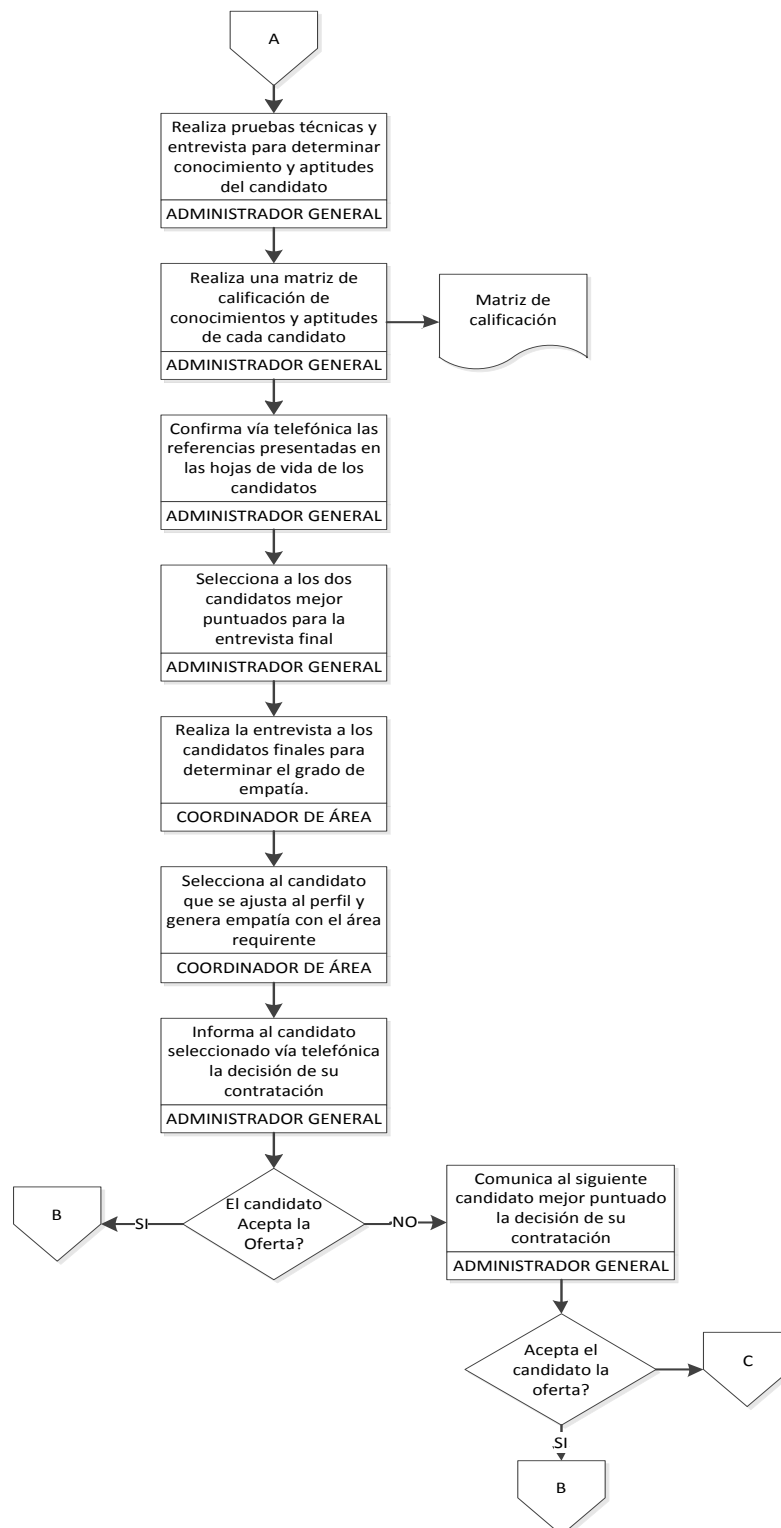 A
Realiza pruebas técnicas y
entrevista para determinar
conocimiento y aptitudes
del candidato
ADMINISTRADOR GENERAL
Realiza una matriz de
calificación de
conocimientos y aptitudes
de cada candidato
ADMINISTRADOR GENERAL
Matriz de
calificación
Confirma vía telefónica las
referencias presentadas en
las hojas de vida de los
candidatos
ADMINISTRADOR GENERAL
Selecciona a los dos
candidatos mejor
puntuados para la
entrevista final
ADMINISTRADOR GENERAL
Realiza la entrevista a los
candidatos finales para
determinar el grado de
empatía.
COORDINADOR DE ÁREA
Selecciona al candidato
que se ajusta al perfil y
genera empatía con el área
requirente
COORDINADOR DE ÁREA
Informa al candidato
seleccionado vía telefónica
la decisión de su
contratación
ADMINISTRADOR GENERAL
B
SI
El candidato
Acepta la
Oferta?
NO
Comunica al siguiente
candidato mejor puntuado
la decisión de su
contratación
ADMINISTRADOR GENERAL
Acepta el
candidato la
oferta?
C
SI
B